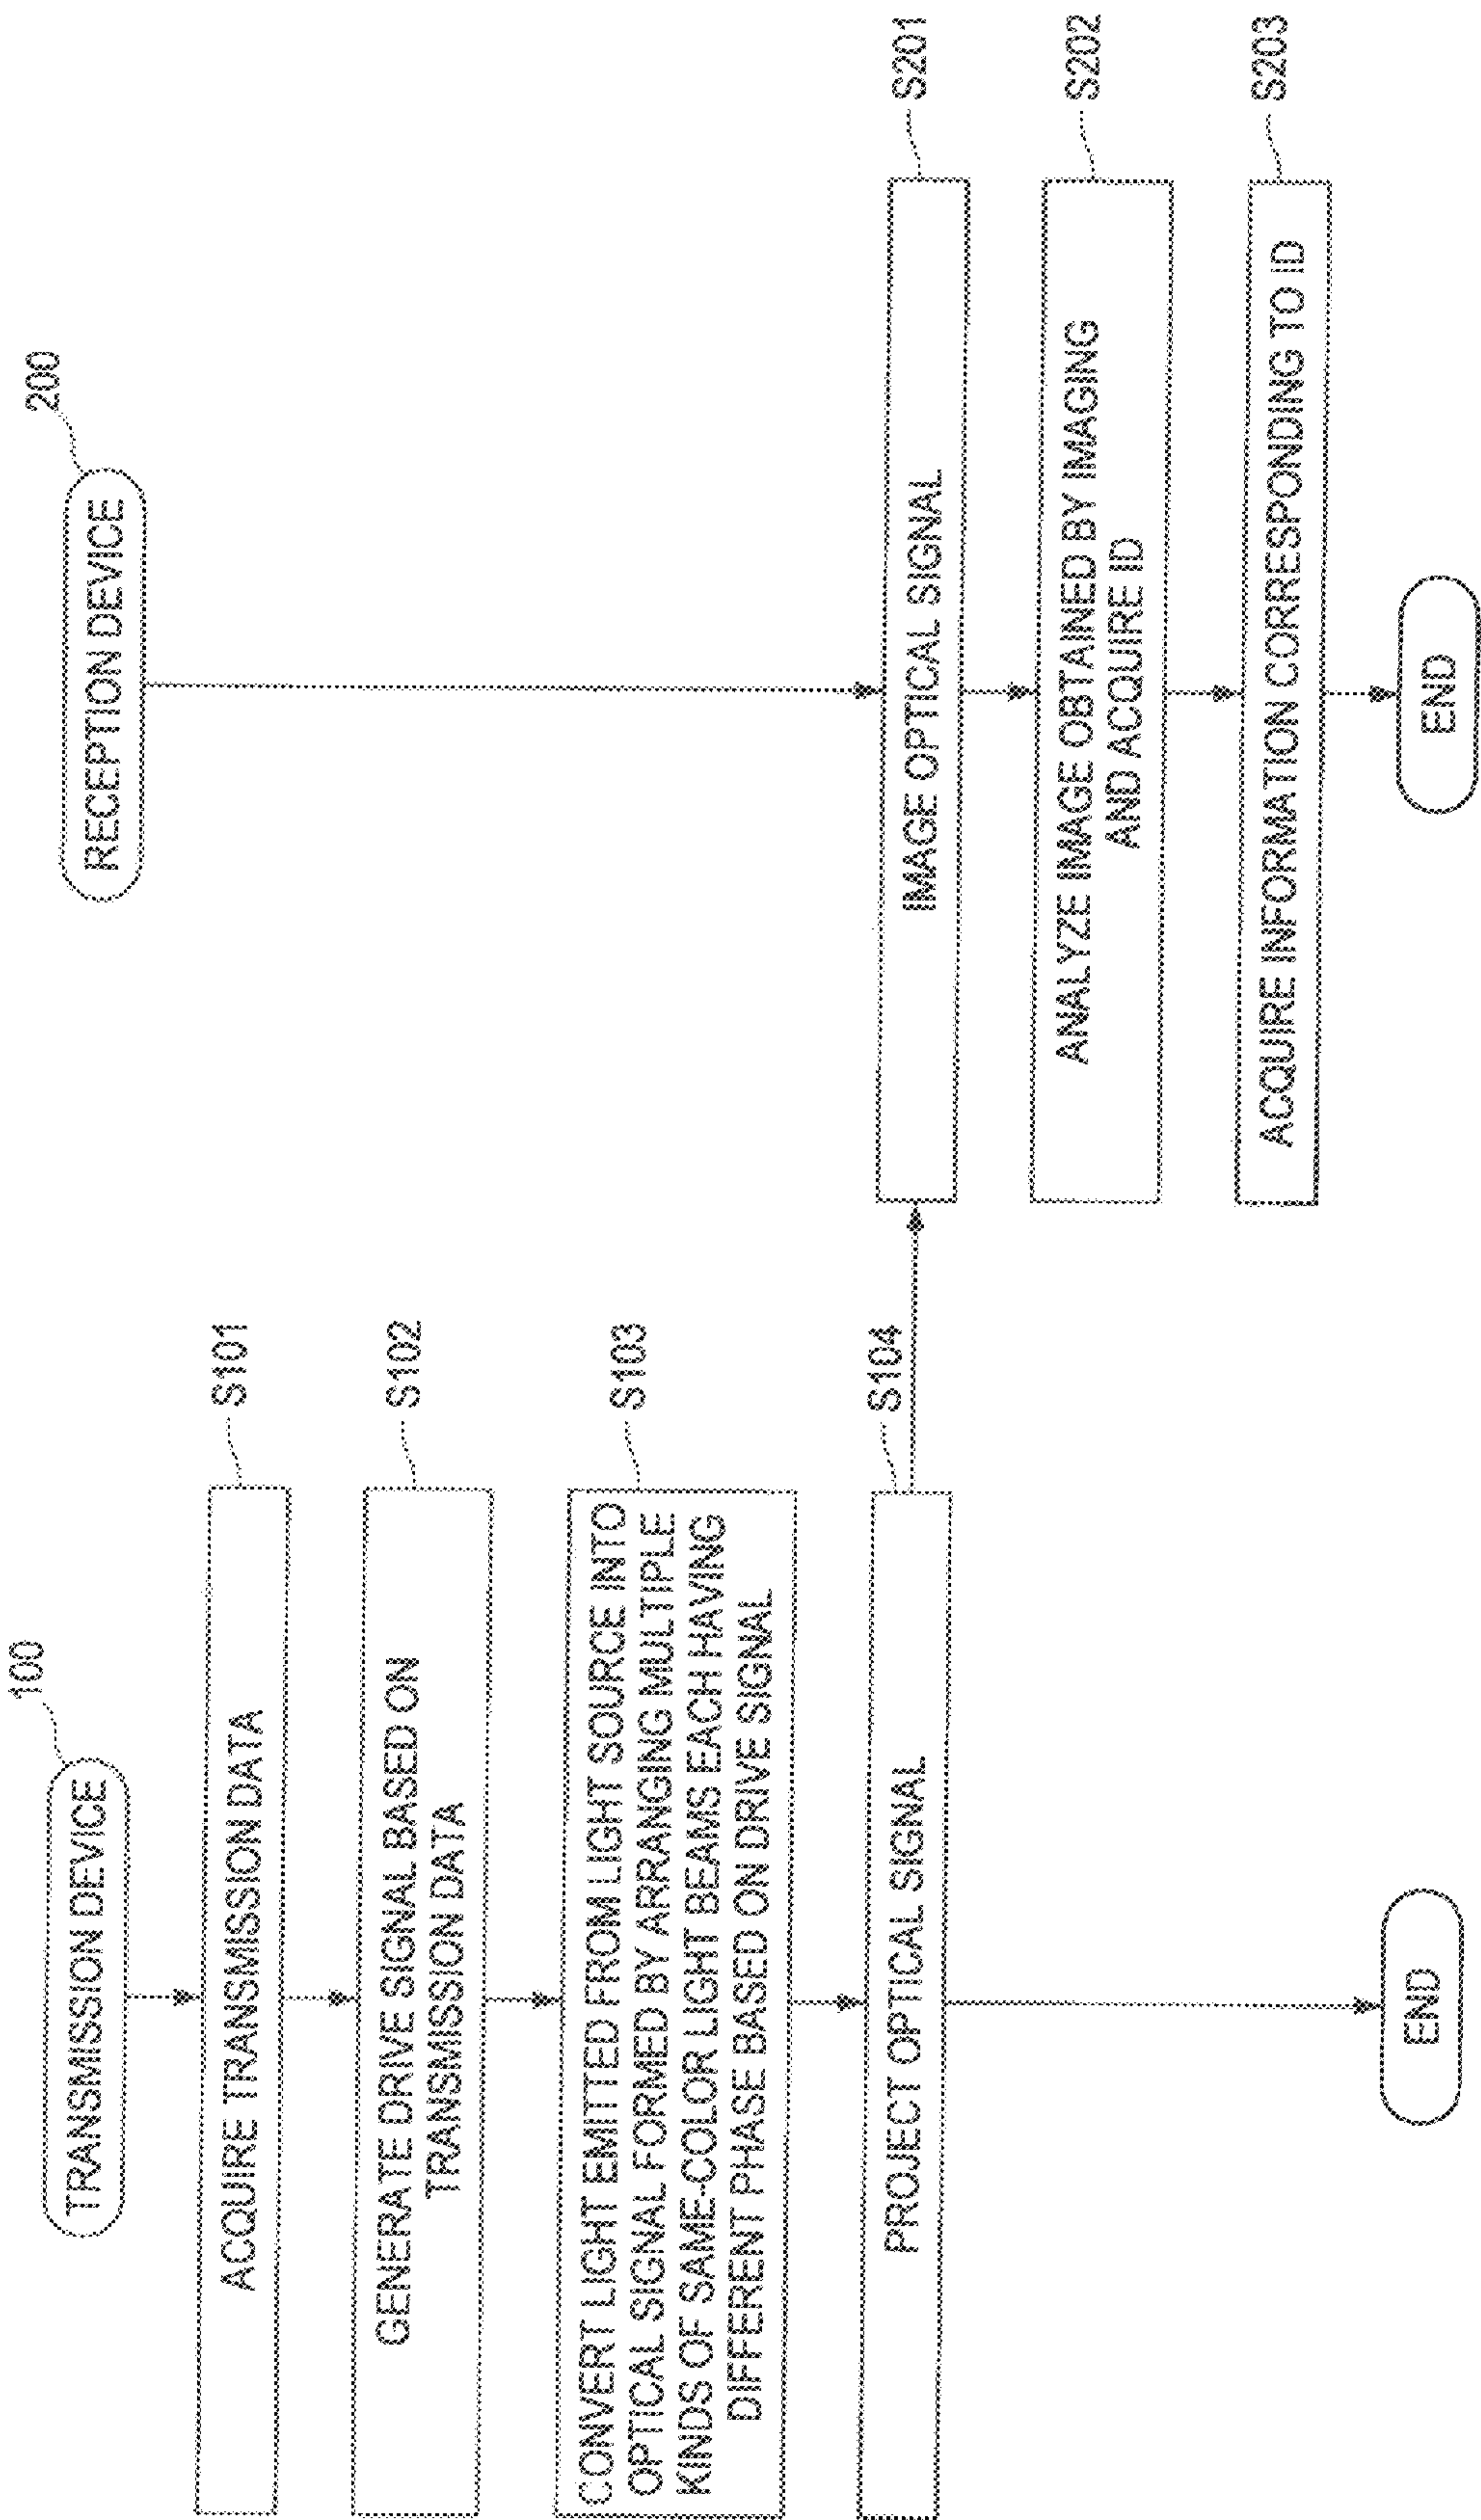 100
TRANSMISSION DEVICE
S101
ACQUIRE TRANSMISSION DATA
S102
GENERATE DRIVE SIGNAL BASED ON
TRANSMISSION DATA
S103
CONVERT LIGHT EMITTED FROM LIGHT SOURCE INTO
OPTICAL SIGNAL FORMED BY ARRANGING MULTIPLE
KINDS OF SAME-COLOR LIGHT BEAMS EACH HAVING
DIFFERENT PHASE BASED ON DRIVE SIGNAL
S104
PROJECT OPTICAL SIGNAL
END
200
RECEPTION DEVICE
S201
IMAGE OPTICAL SIGNAL
S202
ANALYZE IMAGE OBTAINED BY IMAGING
AND ACQUIRE ID
S203
ACQUIRE INFORMATION CORRESPONDING TO ID
END